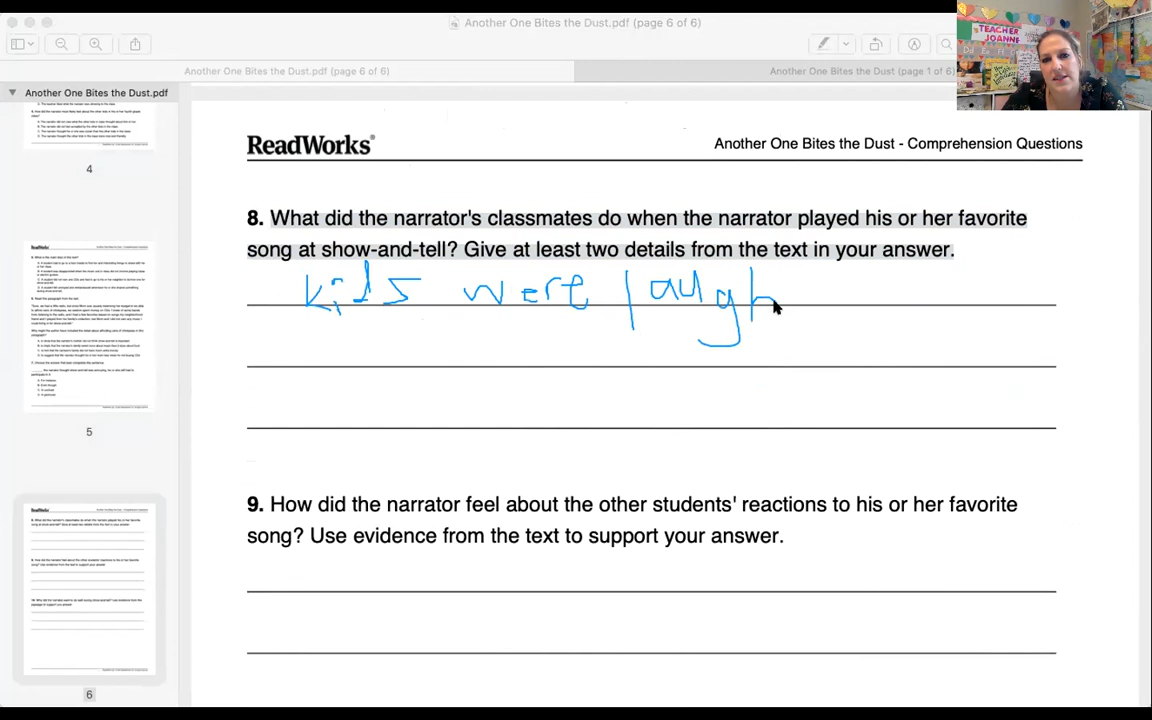 Another One Bites the Dust.pdf (page 6 of 6)
Another One Bites the Dust.pdf (page 6 of 6)
Another One Bites the Dust (page 1 of 6)
Another One Bites the Dust.pdf
4
5
6
TEACHER
JOANNE
ReadWorks®
Another One Bites the Dust - Comprehension Questions
8. What did the narrator's classmates do when the narrator played his or her favorite
song at show-and-tell? Give at least two details from the text in your answer.
kids were laugh
9. How did the narrator feel about the other students' reactions to his or her favorite
song? Use evidence from the text to support your answer.